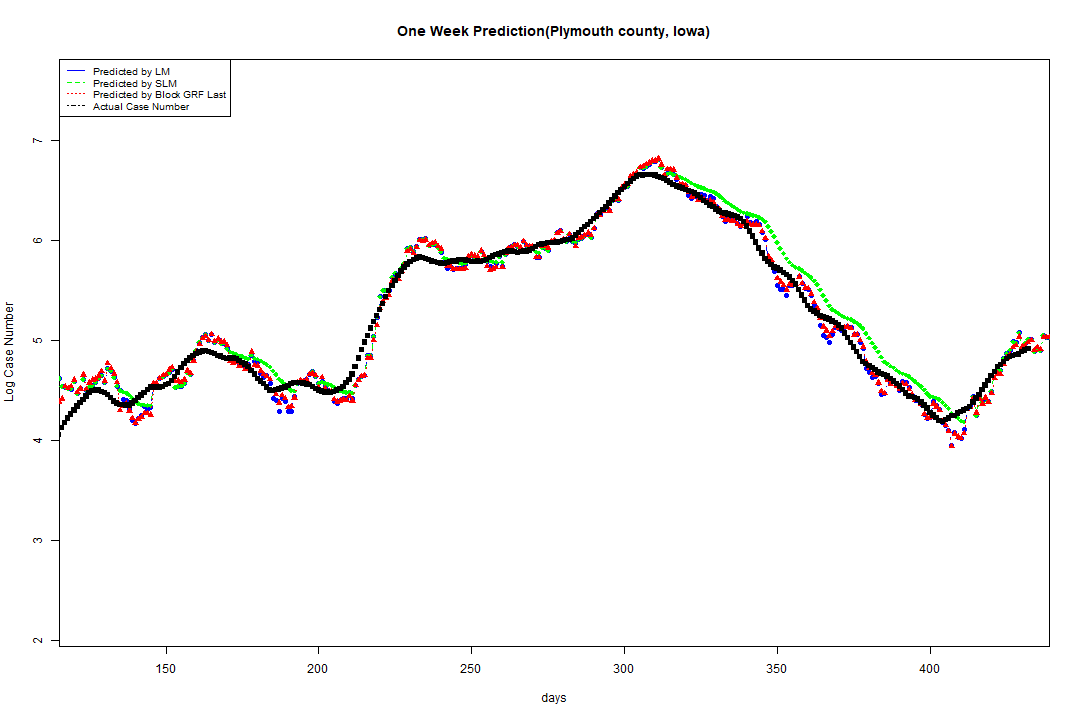 One Week Prediction(Plymouth county, Iowa)
Predicted by LM
Predicted by SLM
Predicted by Block GRF Last
Actual Case Number
Log Case Number
7
6
5
4
3
2
150 200 250 300 350 400
days